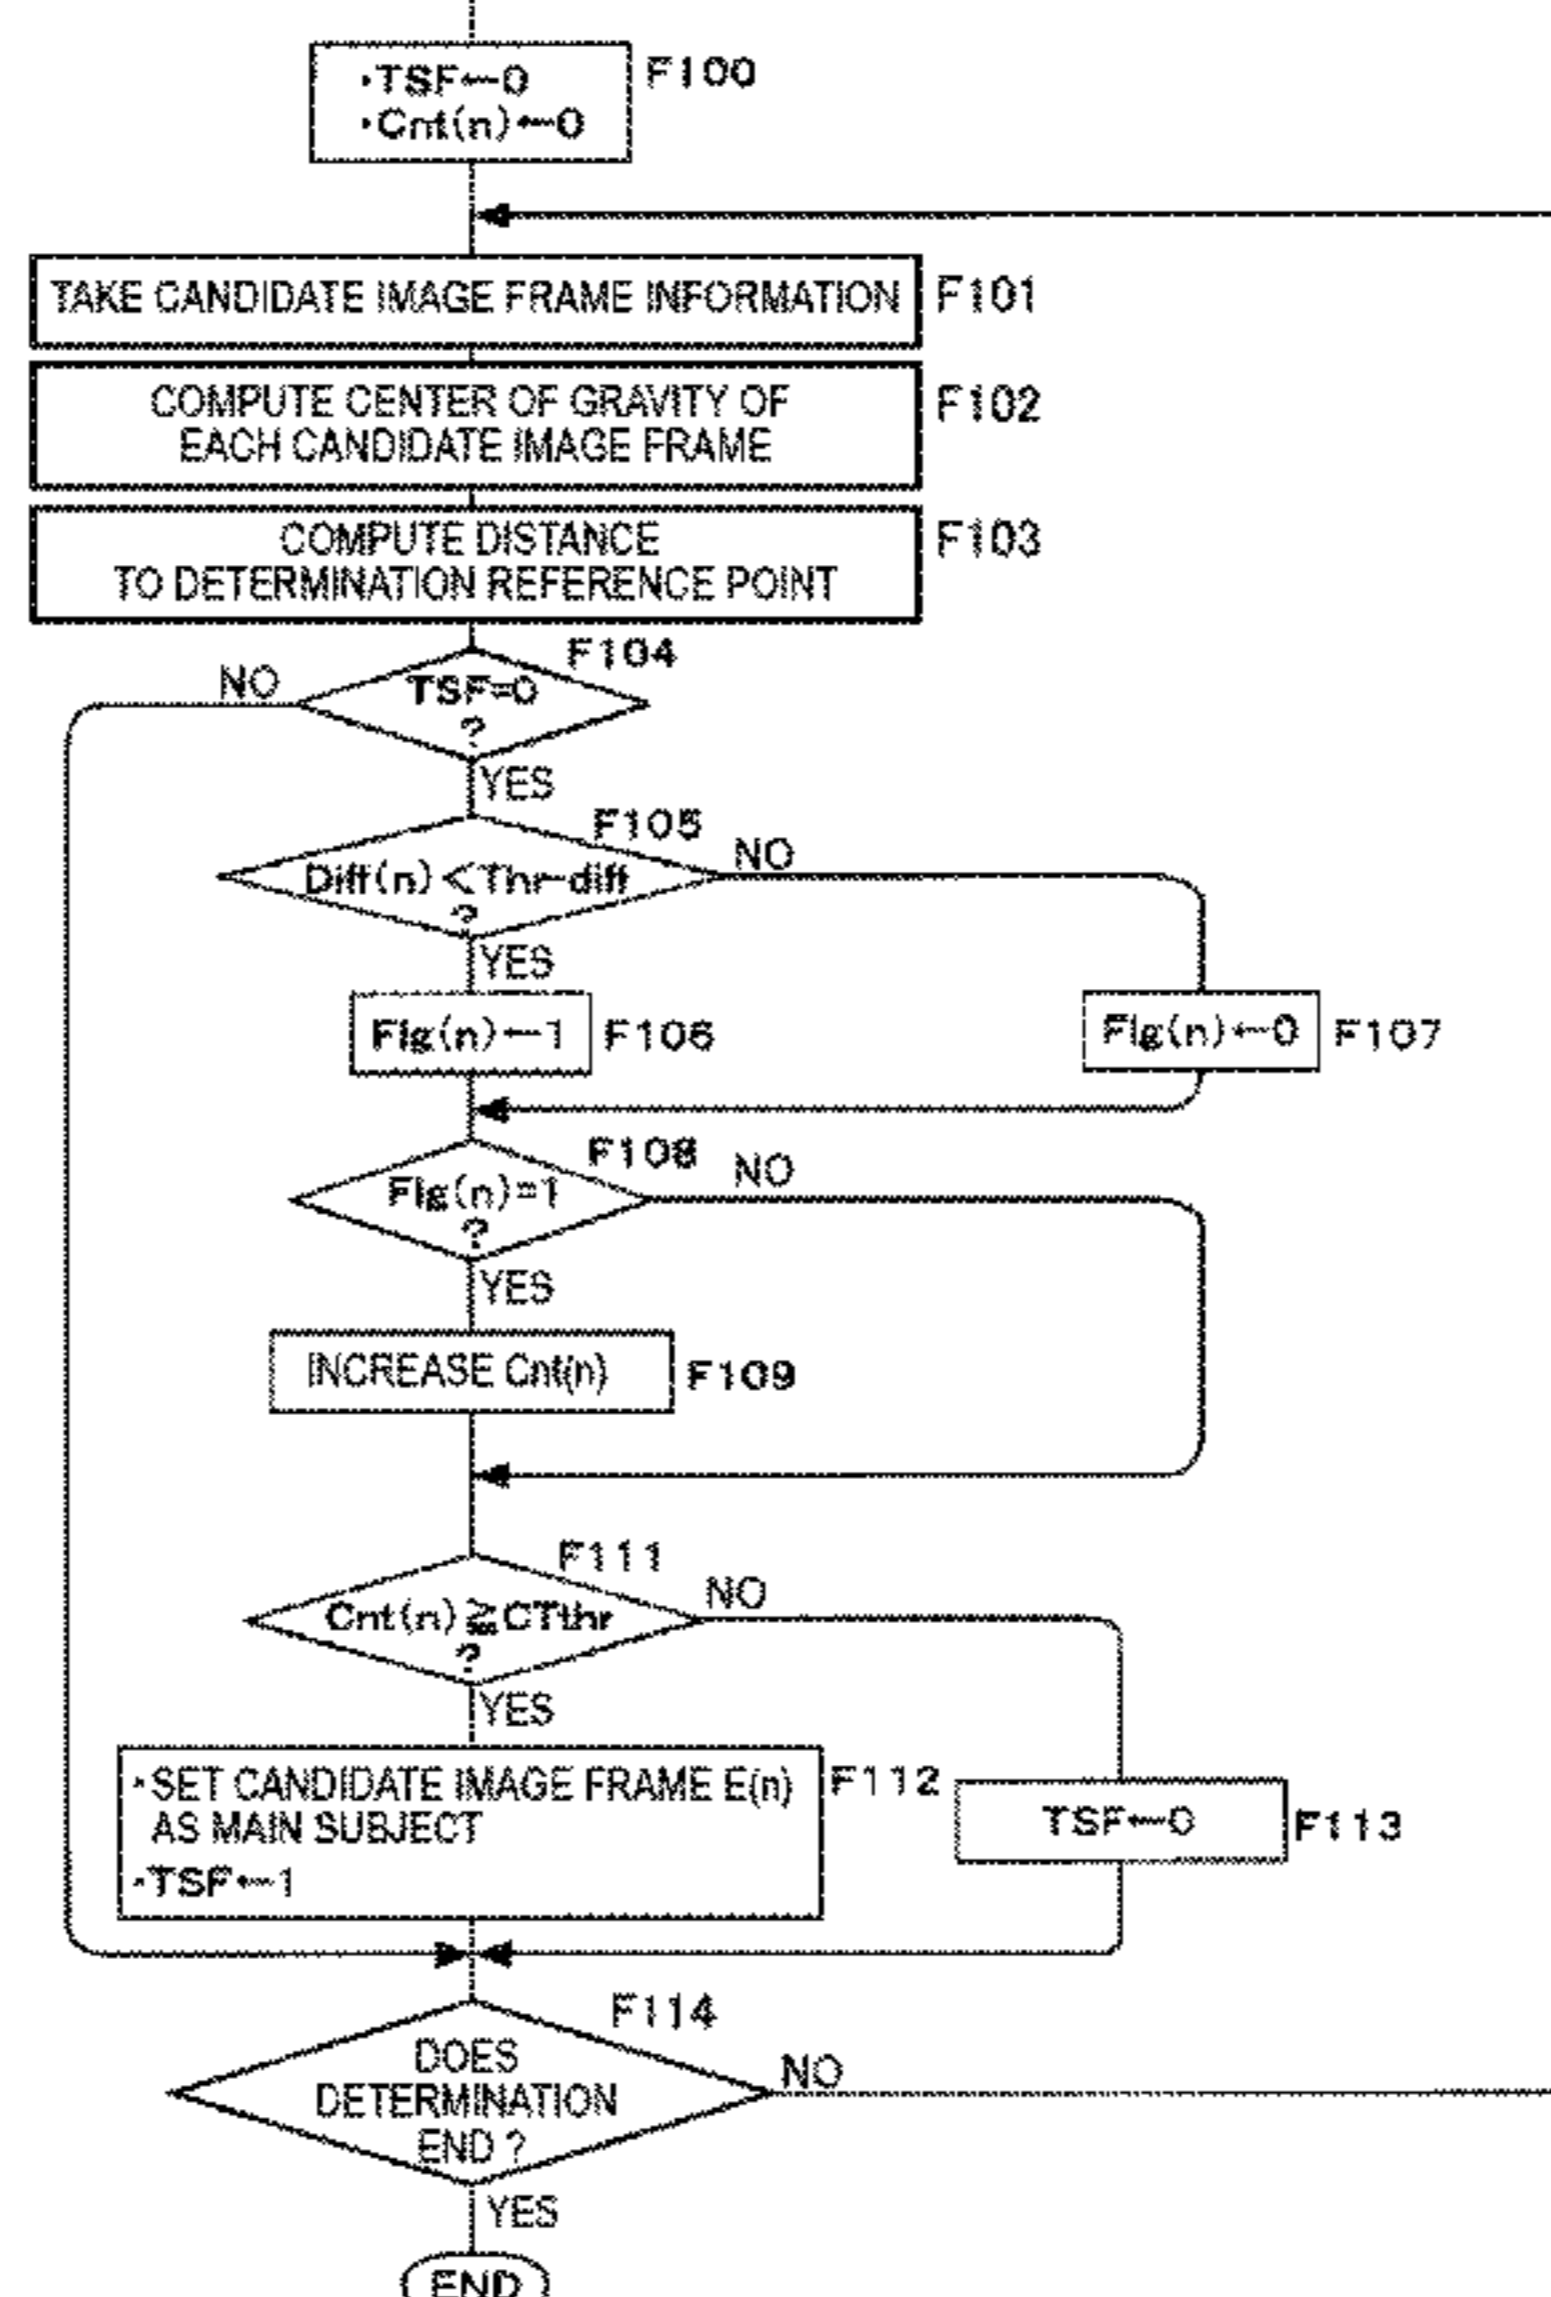 ・TSF←0
・Cnt(n)←0
F100
TAKE CANDIDATE IMAGE FRAME INFORMATION
F101
COMPUTE CENTER OF GRAVITY OF
EACH CANDIDATE IMAGE FRAME
F102
COMPUTE DISTANCE
TO DETERMINATION REFERENCE POINT
F103
F104
NO
TSF=0
?
YES
F105
NO
Diff(n)<Thr-diff
?
YES
Flg(n)←1
F106
Flg(n)←0
F107
F108
NO
Flg(n)=1
?
YES
INCREASE Cnt(n)
F109
F111
NO
Cnt(n)≧CTthr
?
YES
・SET CANDIDATE IMAGE FRAME E(n)
AS MAIN SUBJECT
・TSF←1
F112
TSF←0
F113
F114
DOES
DETERMINATION
END ?
NO
YES
END